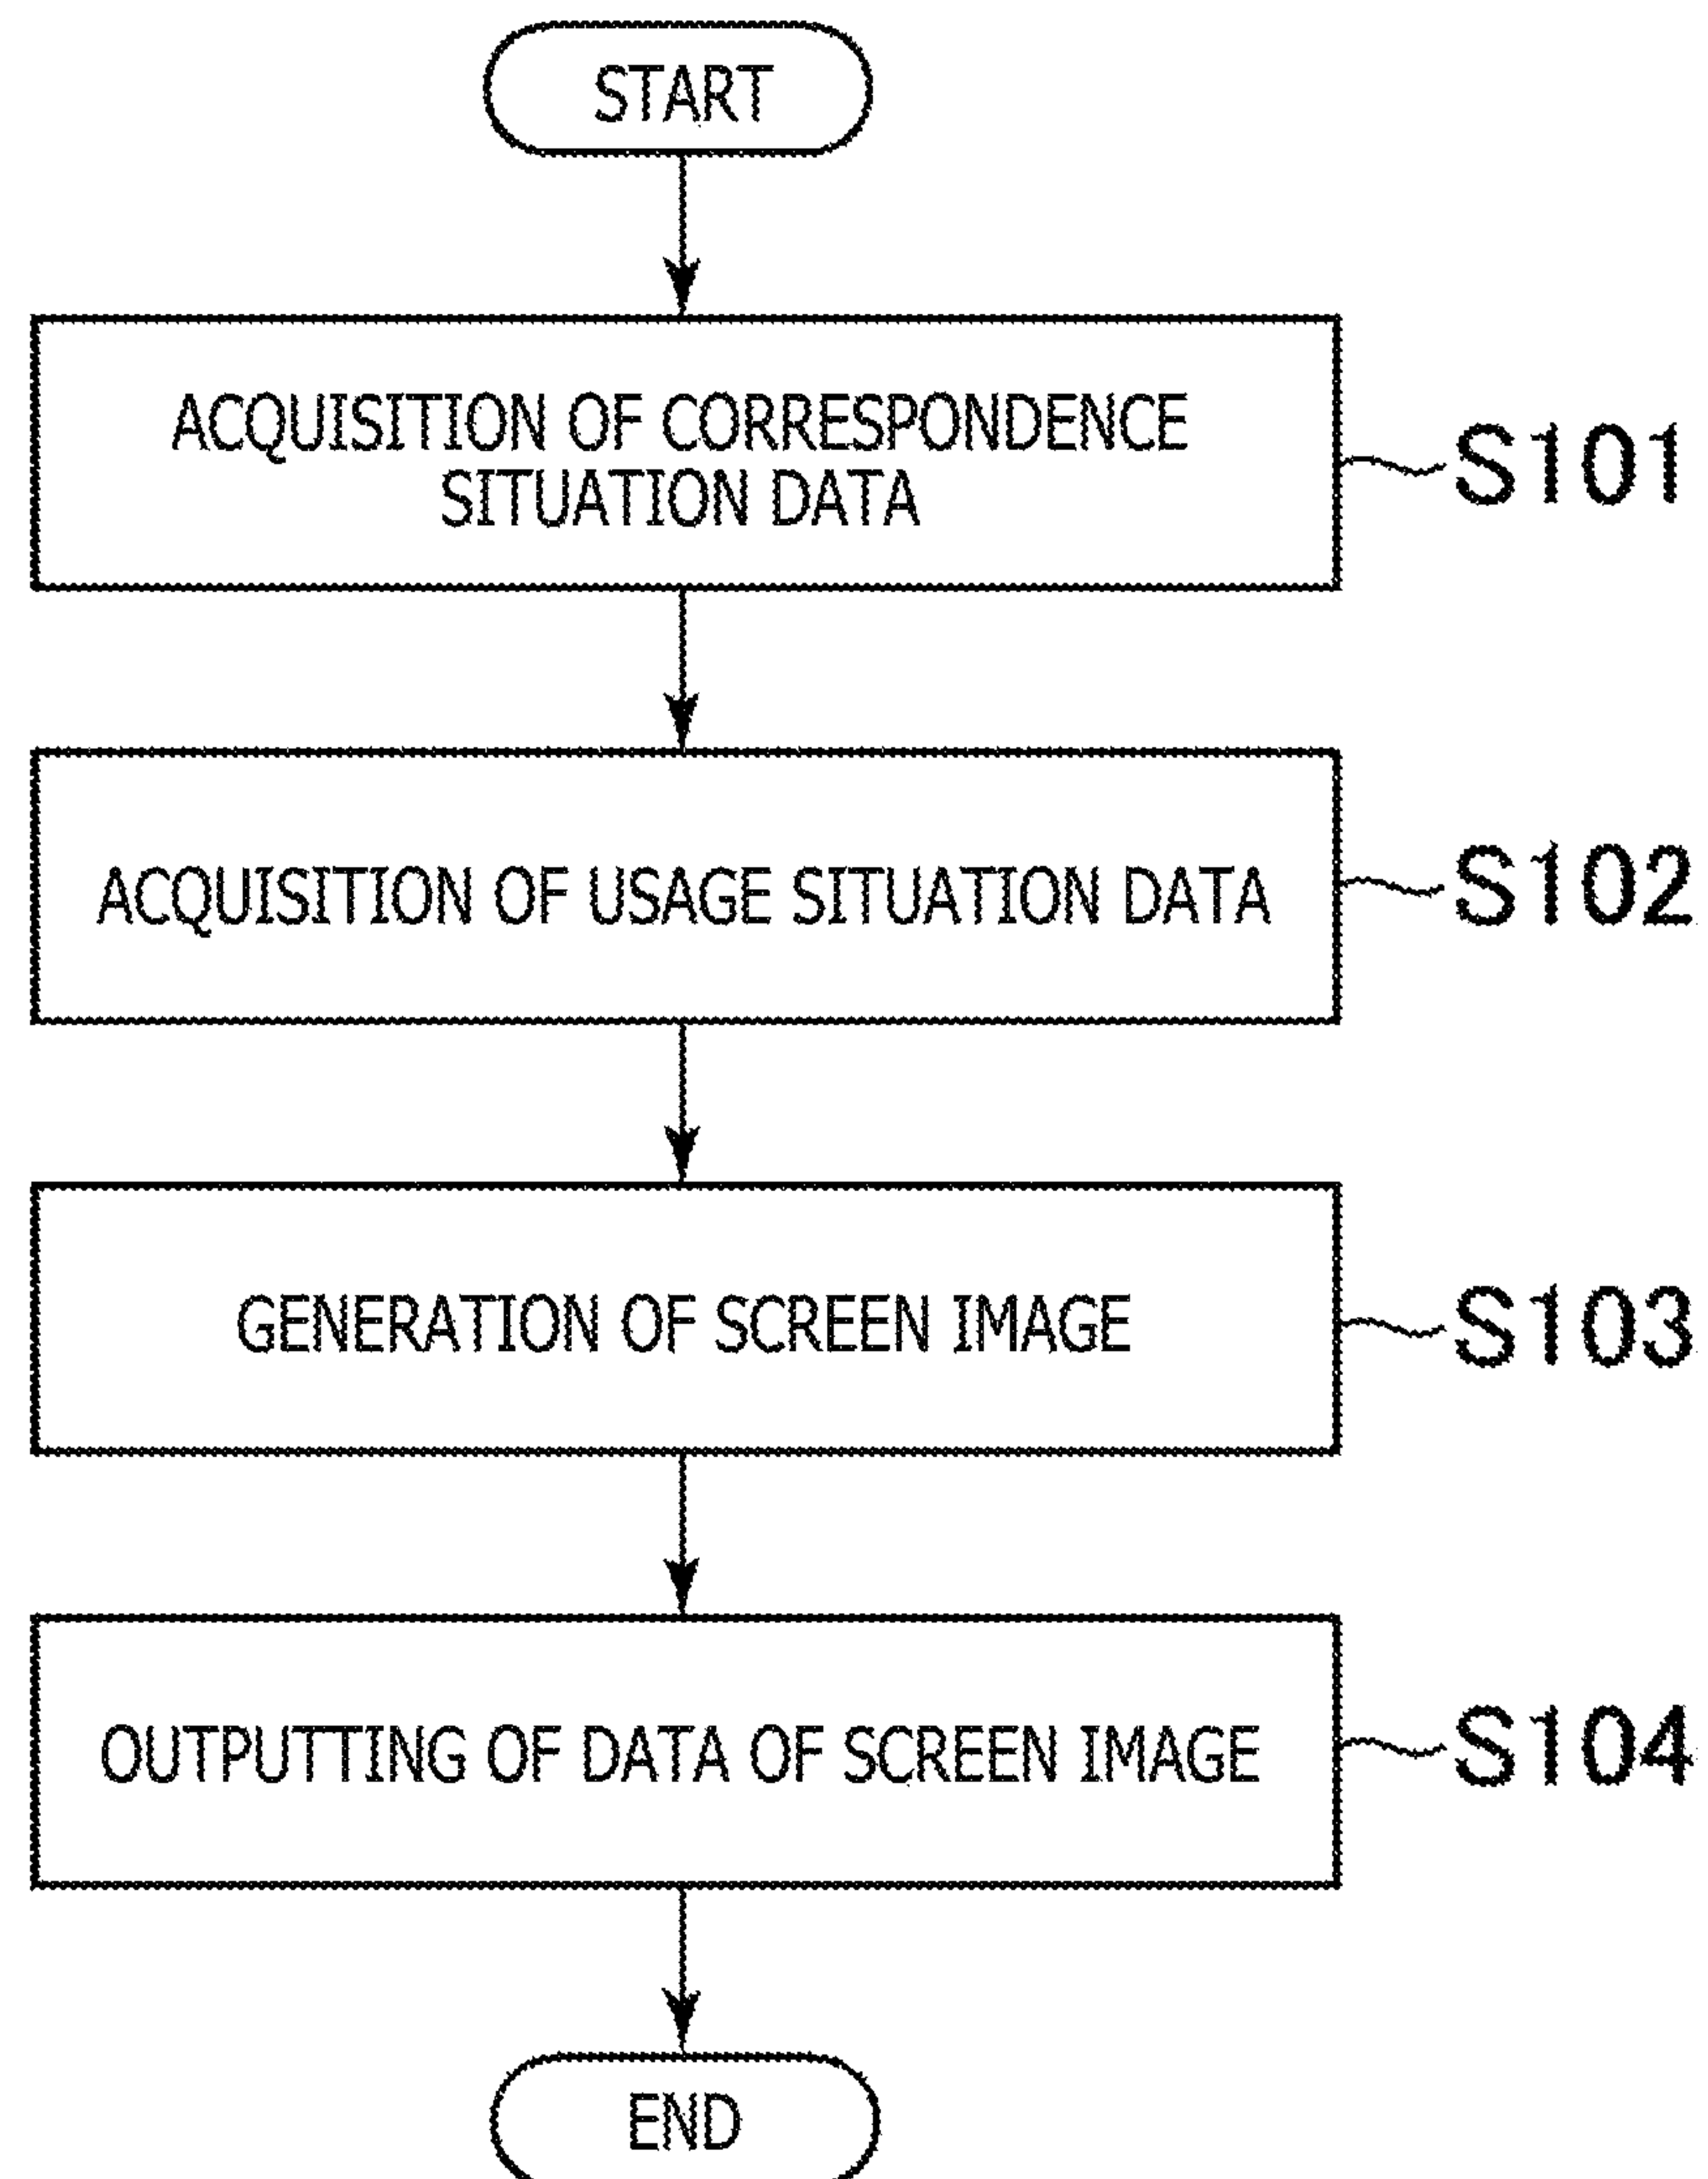 START
ACQUISITION OF CORRESPONDENCE
SITUATION DATA
S101
ACQUISITION OF USAGE SITUATION DATA
S102
GENERATION OF SCREEN IMAGE
S103
OUTPUTTING OF DATA OF SCREEN IMAGE
S104
END